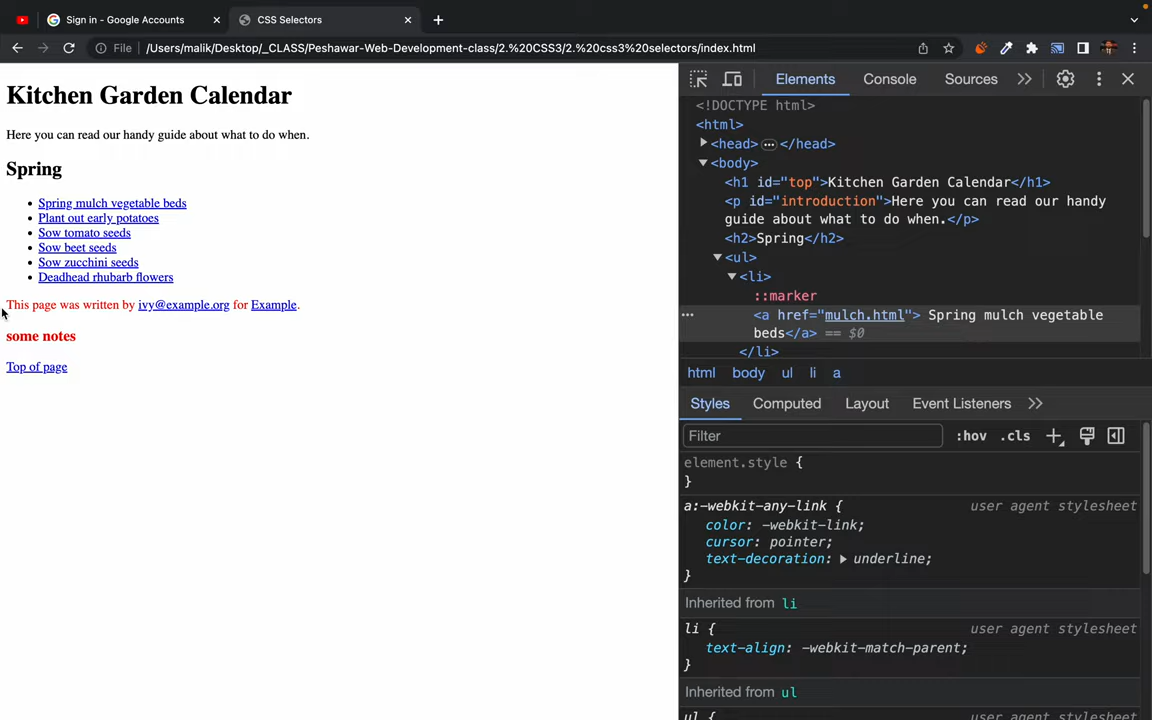 Sign in - Google Accounts
CSS Selectors
File
/Users/malik/Desktop/_CLASS/Peshawar-Web-Development-class/2.%20CSS3/2.%20css3%20selectors/index.html
Kitchen Garden Calendar
Here you can read our handy guide about what to do when.
Spring
Spring mulch vegetable beds
Plant out early potatoes
Sow tomato seeds
Sow beet seeds
Sow zucchini seeds
Deadhead rhubarb flowers
This page was written by ivy@example.org for Example.
some notes
Top of page
Elements Console Sources
<!DOCTYPE html>
<html>
<head> ••• </head>
<body>
<h1 id="top">Kitchen Garden Calendar</h1>
<p id="introduction">Here you can read our handy
guide about what to do when.</p>
<h2>Spring</h2>
<ul>
<li>
::marker
••• <a href="mulch.html"> Spring mulch vegetable
beds</a> == $0
</li>
html body ul li a
Styles Computed Layout Event Listeners
Filter :hov .cls
element.style {
}
a:-webkit-any-link { user agent stylesheet
color: -webkit-link;
cursor: pointer;
text-decoration: underline;
}
Inherited from li
li { user agent stylesheet
text-align: -webkit-match-parent;
}
Inherited from ul
ul { user agent stylesheet